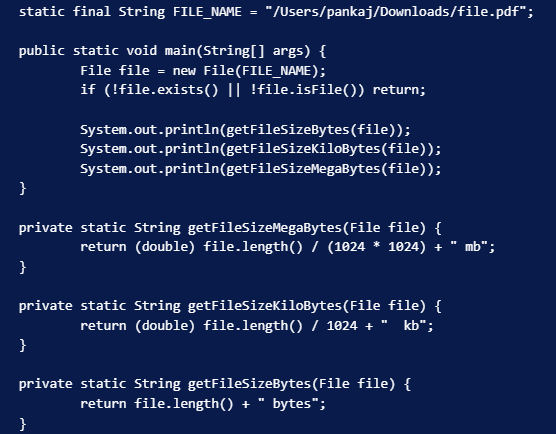 static final String FILE_NAME = "/Users/pankaj/Downloads/file.pdf";

public static void main(String[] args) {
        File file = new File(FILE_NAME);
        if (!file.exists() || !file.isFile()) return;

        System.out.println(getFileSizeBytes(file));
        System.out.println(getFileSizeKiloBytes(file));
        System.out.println(getFileSizeMegaBytes(file));
}

private static String getFileSizeMegaBytes(File file) {
        return (double) file.length() / (1024 * 1024) + " mb";
}

private static String getFileSizeKiloBytes(File file) {
        return (double) file.length() / 1024 + "  kb";
}

private static String getFileSizeBytes(File file) {
        return file.length() + " bytes";
}